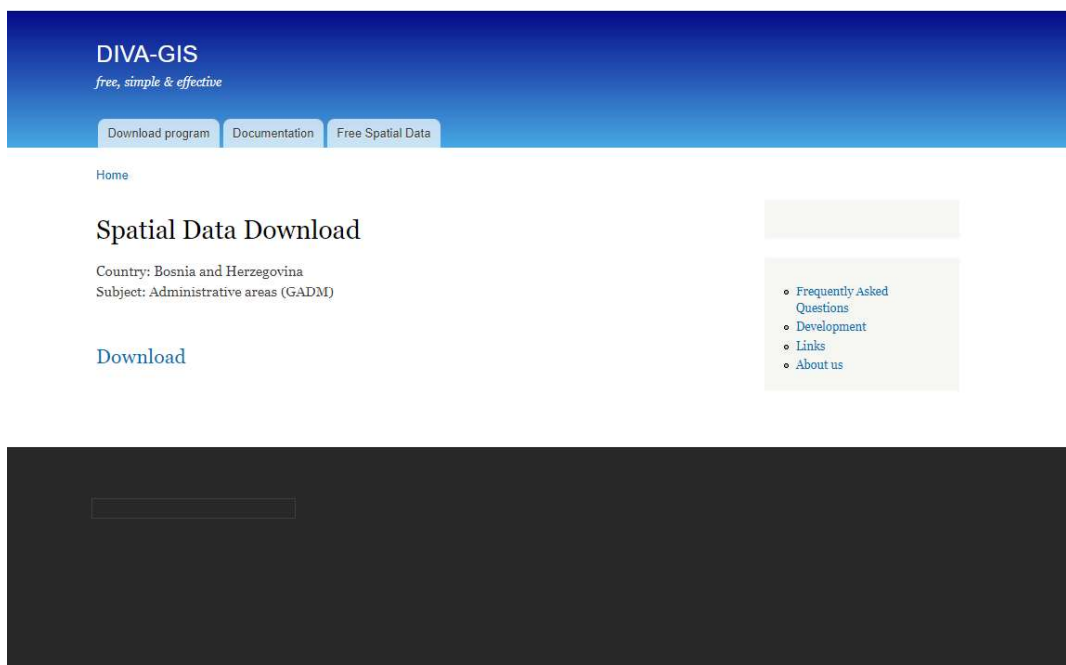 DIVA-GIS
free, simple & effective
Download program
Documentation
Free Spatial Data
Home
Spatial Data Download
Country: Bosnia and Herzegovina
Subject: Administrative areas (GADM)
Download
Frequently Asked
Questions
Development
Links
About us